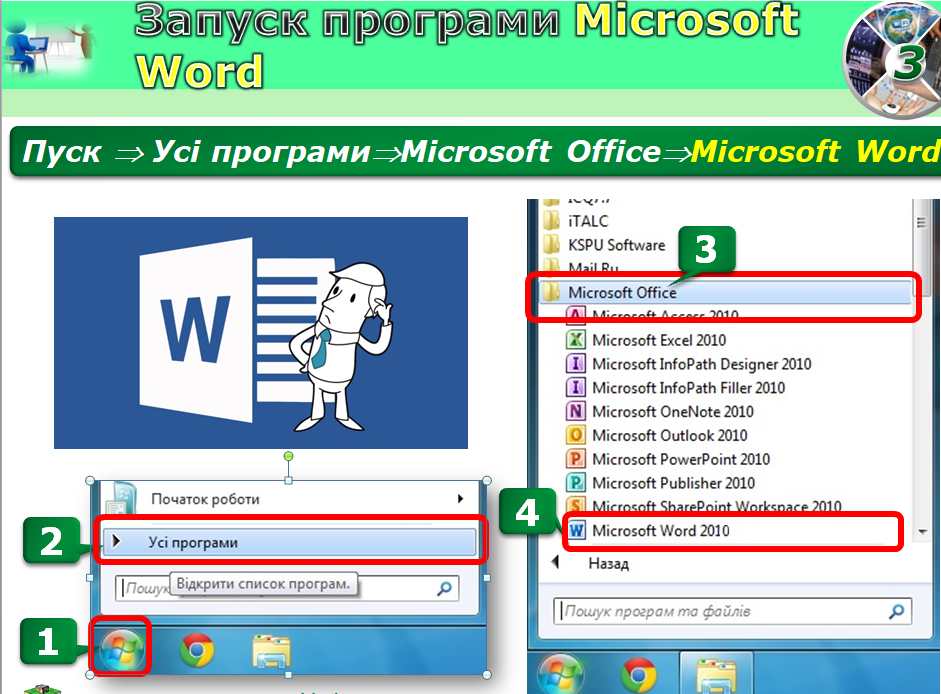 Запуск програми Microsoft
Word
3
Пуск ⇒ Усі програми⇒Microsoft Office⇒Microsoft Word
W
ICQ7.7
iTALC
KSPU Software
Mail.Ru
3
Microsoft Office
Microsoft Access 2010
Microsoft Excel 2010
Microsoft InfoPath Designer 2010
Microsoft InfoPath Filler 2010
Microsoft OneNote 2010
Microsoft Outlook 2010
Microsoft PowerPoint 2010
Microsoft Publisher 2010
Microsoft SharePoint Workspace 2010
4
Microsoft Word 2010
Назад
Пошук програм та файлів
Початок роботи
2
Усі програми
Пошук
Відкрити список програм.
1